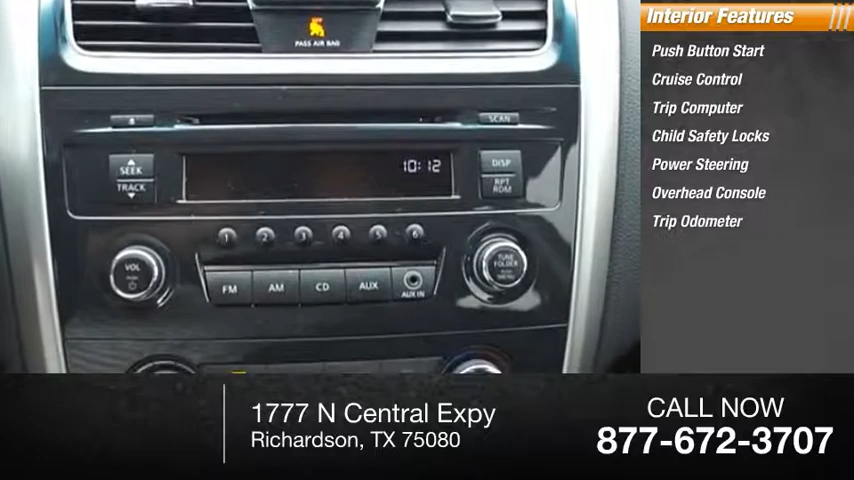 PASS AIR BAG
SCAN
10:12
SEEK
TRACK
DISP
RPT
RDM
1 2 3 4 5 6
VOL
PUSH
TUNE
FOLDER
FM AM CD AUX
AUX IN
Interior Features
Push Button Start
Cruise Control
Trip Computer
Child Safety Locks
Power Steering
Overhead Console
Trip Odometer
1777 N Central Expy
Richardson, TX 75080
CALL NOW
877-672-3707